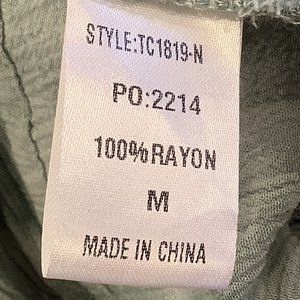 STYLE:TC1819-N
PO:2214
100%RAYON
M
MADE IN CHINA